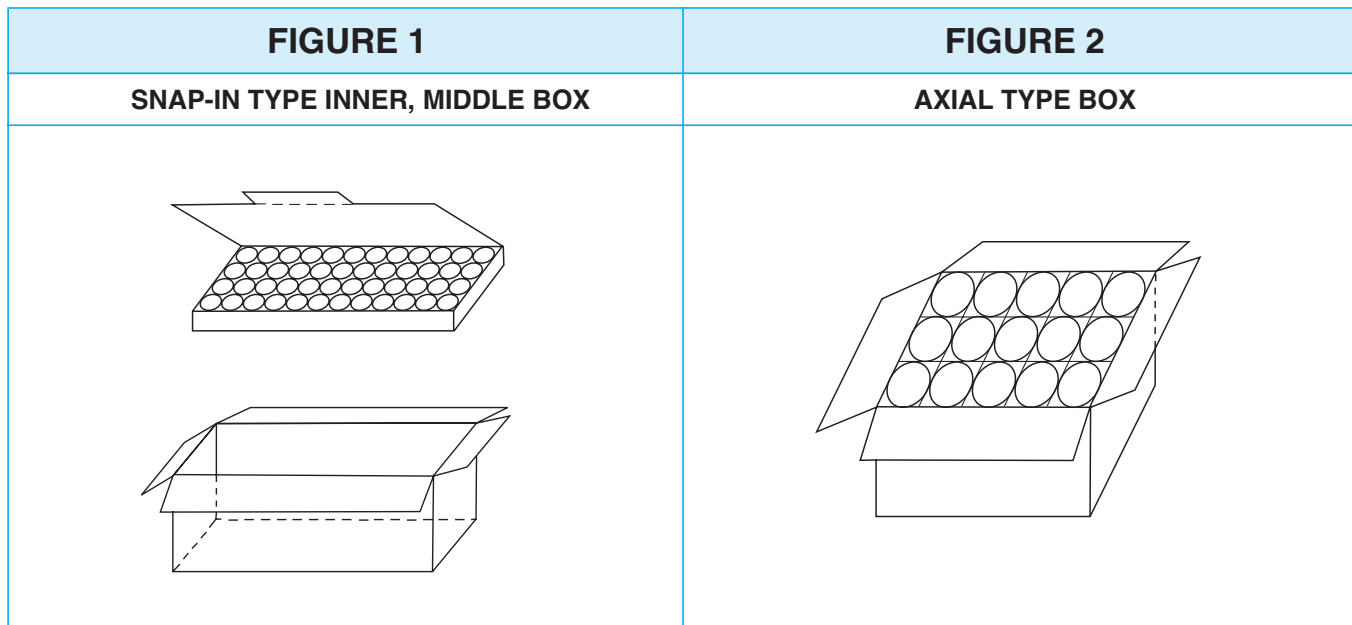 FIGURE 1
FIGURE 2
SNAP-IN TYPE INNER, MIDDLE BOX
AXIAL TYPE BOX